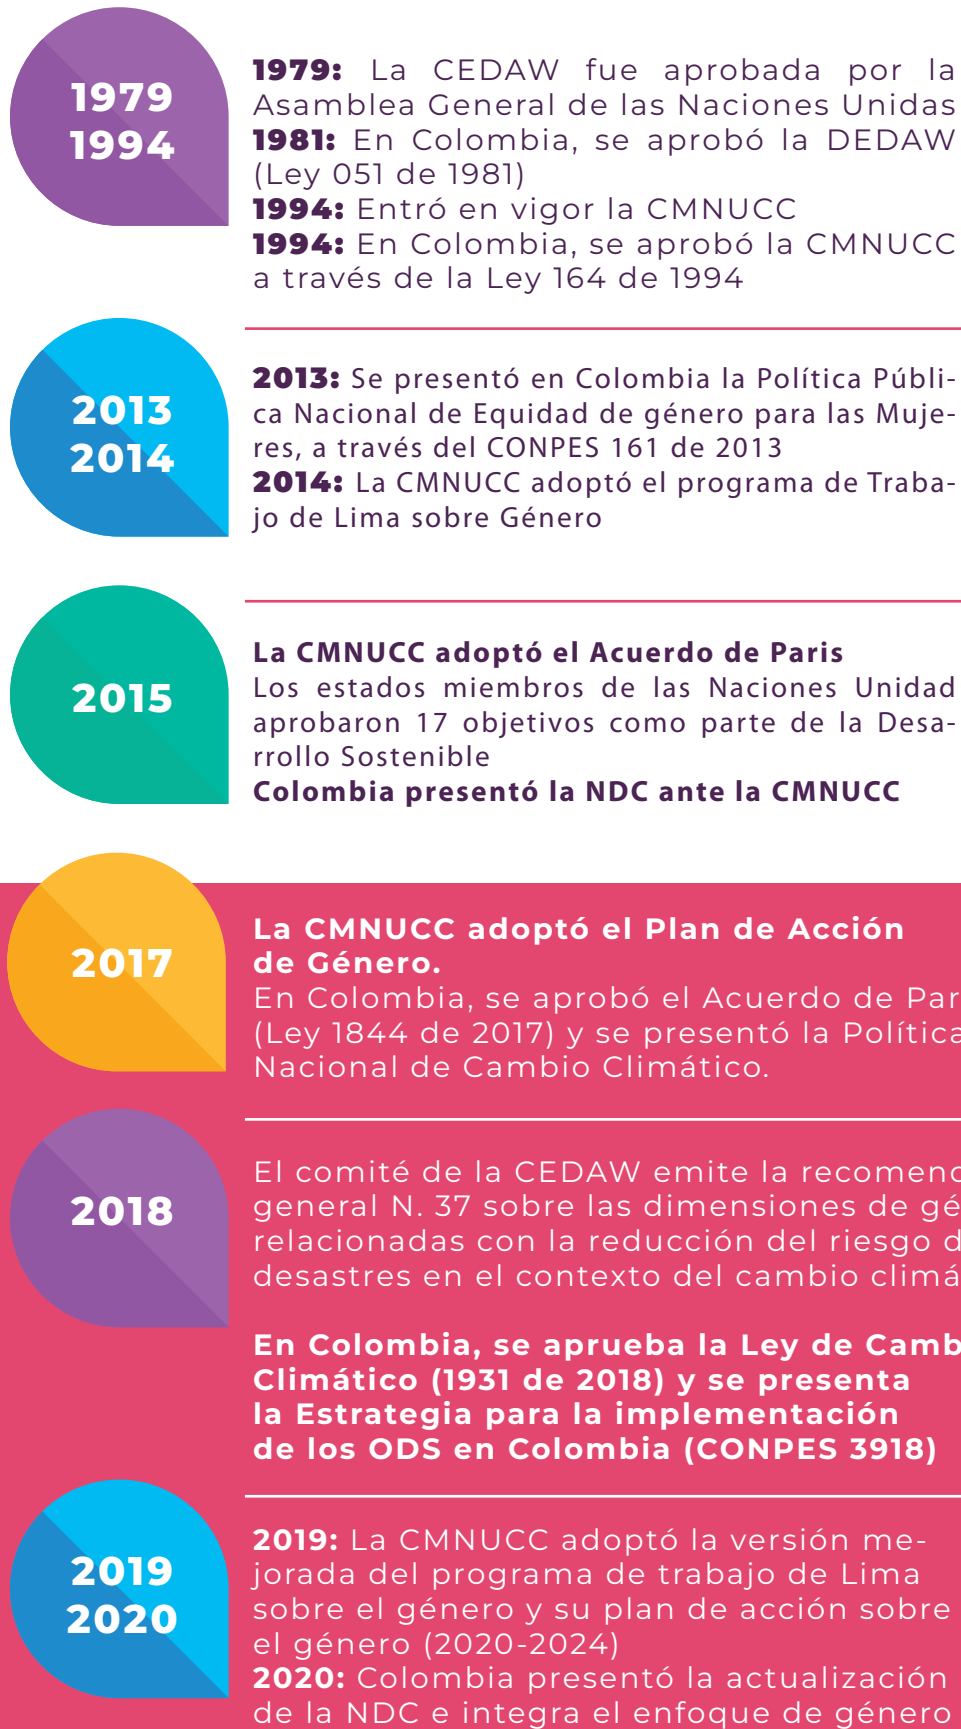 1979
1994
1979: La CEDAW fue aprobada por la
Asamblea General de las Naciones Unidas
1981: En Colombia, se aprobó la DEDAW
(Ley 051 de 1981)
1994: Entró en vigor la CMNUCC
1994: En Colombia, se aprobó la CMNUCC
a través de la Ley 164 de 1994
2013
2014
2013: Se presentó en Colombia la Política Públi-
ca Nacional de Equidad de género para las Muje-
res, a través del CONPES 161 de 2013
2014: La CMNUCC adoptó el programa de Traba-
jo de Lima sobre Género
2015
La CMNUCC adoptó el Acuerdo de Paris
Los estados miembros de las Naciones Unidad
aprobaron 17 objetivos como parte de la Desa-
rrollo Sostenible
Colombia presentó la NDC ante la CMNUCC
2017
La CMNUCC adoptó el Plan de Acción
de Género.
En Colombia, se aprobó el Acuerdo de Par
(Ley 1844 de 2017) y se presentó la Política
Nacional de Cambio Climático.
2018
El comité de la CEDAW emite la recomend
general N. 37 sobre las dimensiones de gé
relacionadas con la reducción del riesgo d
desastres en el contexto del cambio climá
En Colombia, se aprueba la Ley de Camb
Climático (1931 de 2018) y se presenta
la Estrategia para la implementación
de los ODS en Colombia (CONPES 3918)
2019
2020
2019: La CMNUCC adoptó la versión me-
jorada del programa de trabajo de Lima
sobre el género y su plan de acción sobre
el género (2020-2024)
2020: Colombia presentó la actualización
de la NDC e integra el enfoque de género